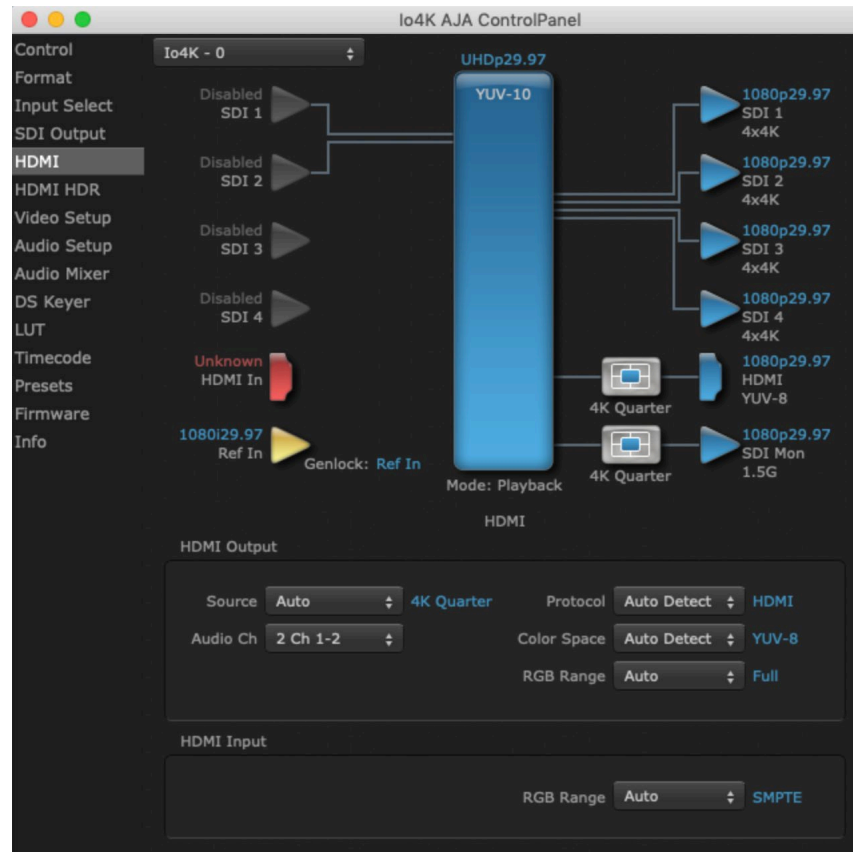 Io4K AJA ControlPanel
Control
Format
Input Select
SDI Output
HDMI
HDMI HDR
Video Setup
Audio Setup
Audio Mixer
DS Keyer
LUT
Timecode
Presets
Firmware
Info
Io4K - 0
UHDp29.97
YUV-10
Disabled
SDI 1
Disabled
SDI 2
Disabled
SDI 3
Disabled
SDI 4
Unknown
HDMI In
1080i29.97
Ref In
Genlock: Ref In
Mode: Playback
1080p29.97
SDI 1
4x4K
1080p29.97
SDI 2
4x4K
1080p29.97
SDI 3
4x4K
1080p29.97
SDI 4
4x4K
4K Quarter
1080p29.97
HDMI
YUV-8
4K Quarter
1080p29.97
SDI Mon
1.5G
HDMI
HDMI Output
Source Auto 4K Quarter Protocol Auto Detect HDMI
Audio Ch 2 Ch 1-2 Color Space Auto Detect YUV-8
RGB Range Auto Full
HDMI Input
RGB Range Auto SMPTE